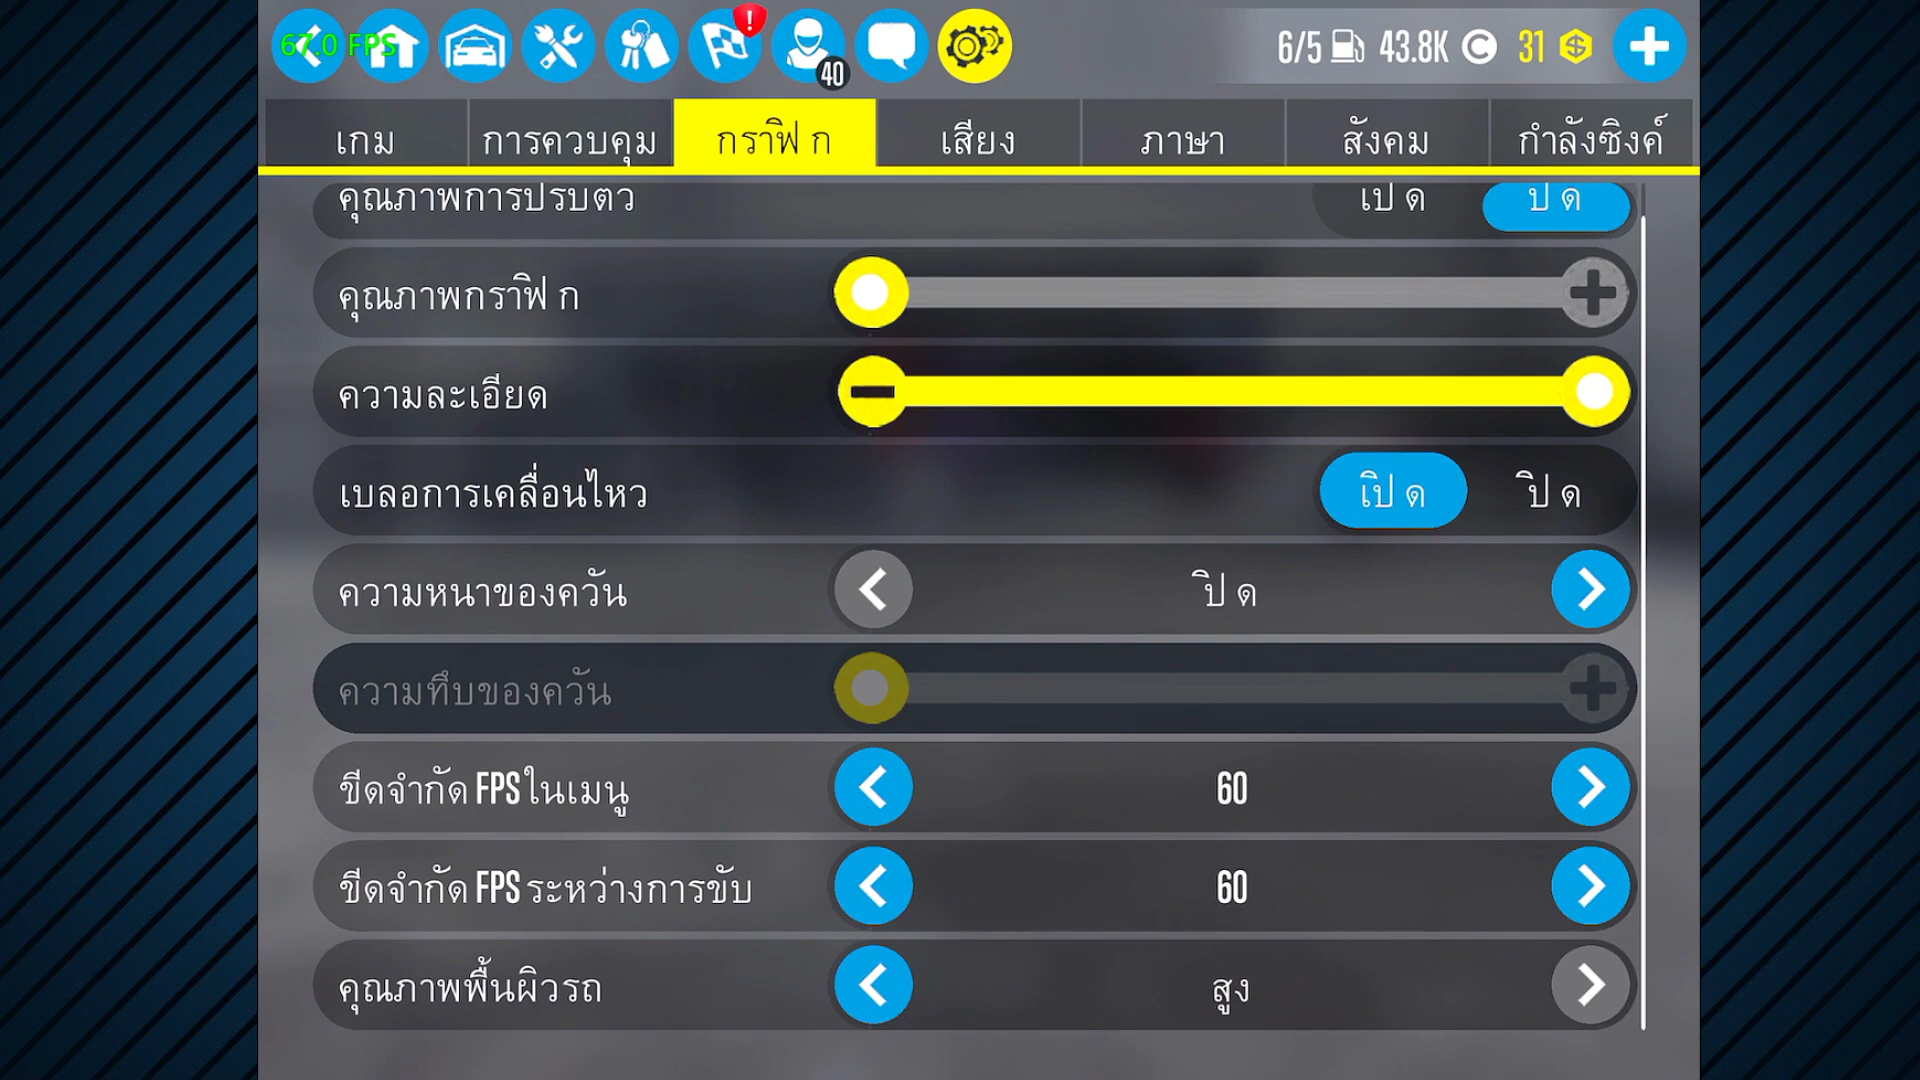 67.0 FPS
!
40
6/5 43.8K C 31 $
เกม การควบคุม กราฟิก เสียง ภาษา สังคม กำลังซิงค์
คุณภาพการปรับตัว เปิด ปิด
คุณภาพกราฟิก
ความละเอียด
เบลอการเคลื่อนไหว เปิด ปิด
ความหนาของควัน ปิด
ความทึบของควัน
ขีดจำกัด FPS ในเมนู 60
ขีดจำกัด FPS ระหว่างการขับ 60
คุณภาพพื้นผิวรถ สูง